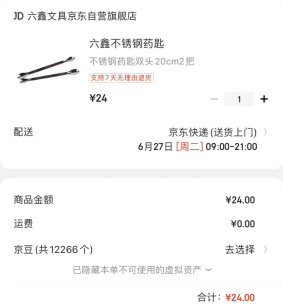 JD 六鑫文具京东自营旗舰店
六鑫不锈钢药匙
不锈钢药匙双头20cm2把
支持7天无理由退货
¥24
— 1 +
配送
京东快递(送货上门) 〉
6月27日 [周二] 09:00-21:00
商品金额 ¥24.00
运费 ¥0.00
京豆(共12266个) 去选择 〉
已隐藏本单不可使用的虚拟资产
合计: ¥24.00